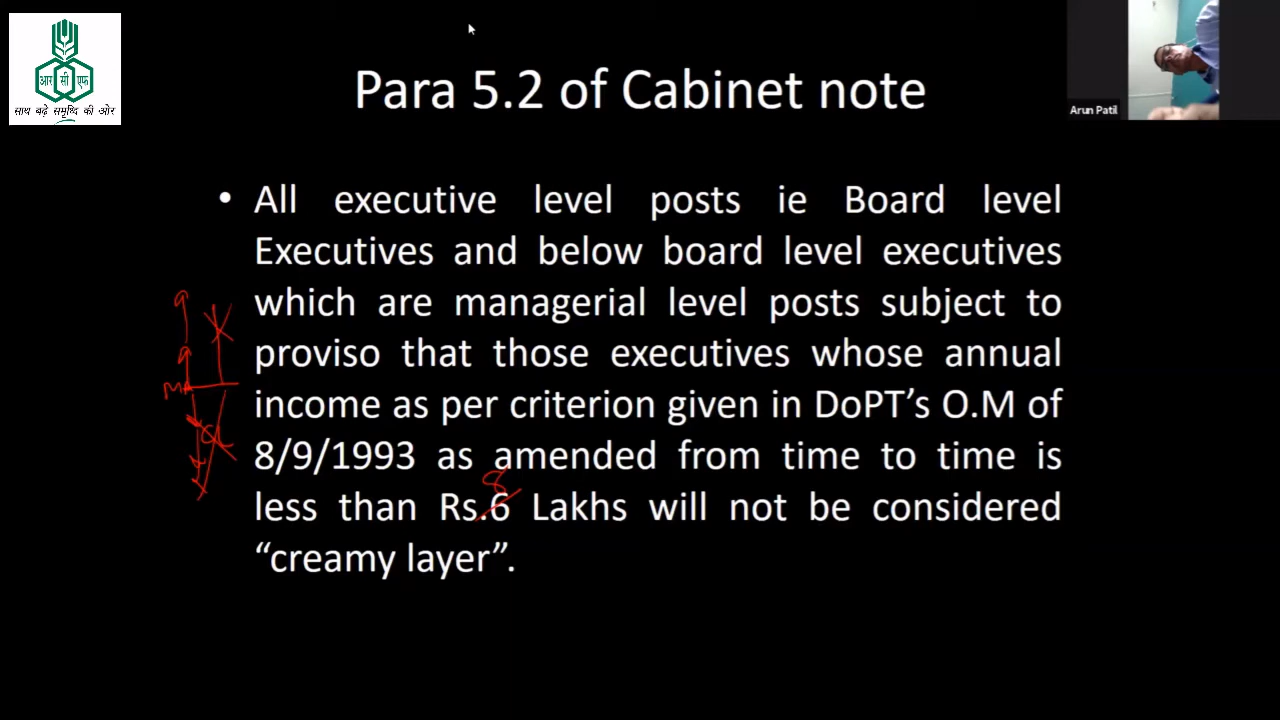 आर सी एफ
साथ बढ़े समृध्दि की ओर
Para 5.2 of Cabinet note
Arun Patil
• All executive level posts ie Board level
Executives and below board level executives
which are managerial level posts subject to
proviso that those executives whose annual
income as per criterion given in DoPT’s O.M of
8/9/1993 as amended from time to time is
8
less than Rs.6 Lakhs will not be considered
“creamy layer”.